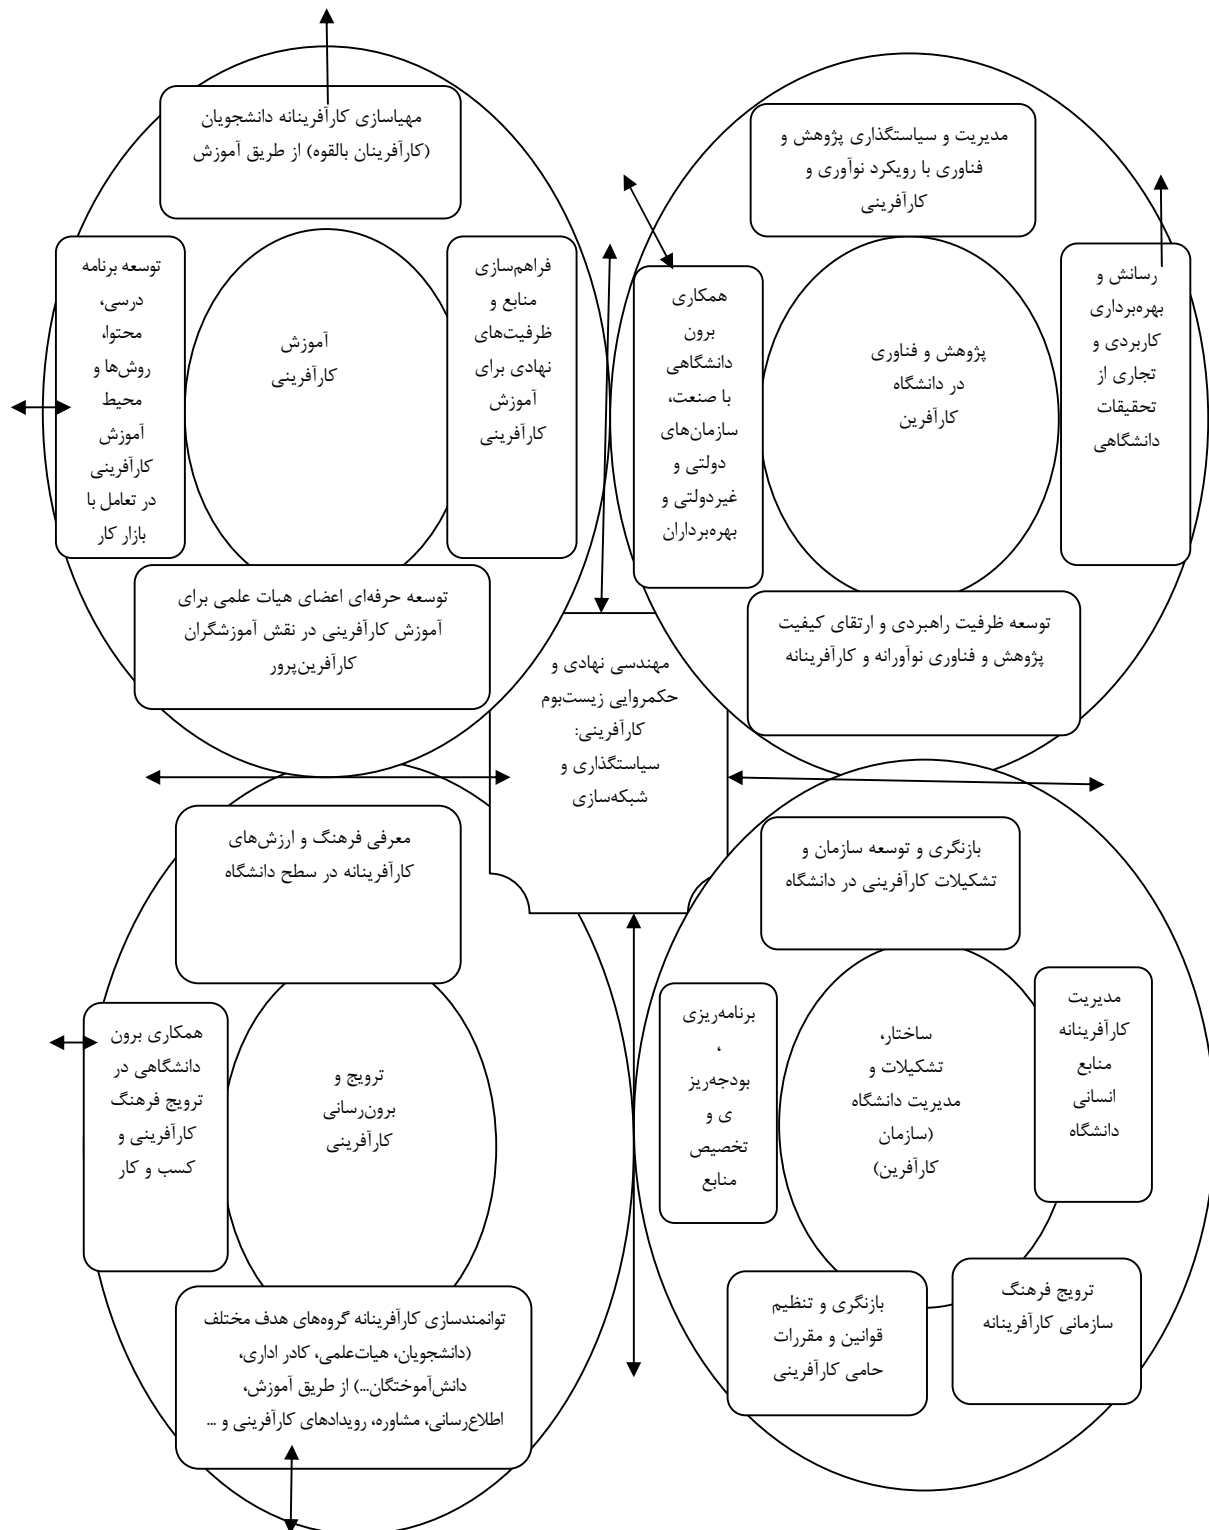 مهیاسازی کارآفرینانه دانشجویان
(کارآفرینان بالقوه) از طریق آموزش
مدیریت و سیاستگذاری پژوهش و
فناوری با رویکرد نوآوری و
کارآفرینی
رسانش و
بهره‌برداری
کاربردی و
تجاری از
تحقیقات
دانشگاهی
پژوهش و فناوری
در دانشگاه
کارآفرین
همکاری
برون
دانشگاهی
با صنعت،
سازمان‌های
دولتی و
غیردولتی و
بهره‌برداران
توسعه ظرفیت راهبردی و ارتقای کیفیت
پژوهش و فناوری نوآورانه و کارآفرینانه
فراهم‌سازی
منابع و
ظرفیت‌های
نهادی برای
آموزش
کارآفرینی
آموزش
کارآفرینی
توسعه برنامه
درسی،
محتوا،
روش‌ها و
محیط
آموزش
کارآفرینی
در تعامل با
بازار کار
توسعه حرفه‌ای اعضای هیات علمی برای
آموزش کارآفرینی در نقش آموزشگران
کارآفرین‌پرور
مهندسی نهادی و
حکمروایی زیست‌بوم
کارآفرینی:
سیاستگذاری و
شبکه‌سازی
بازنگری و توسعه سازمان و
تشکیلات کارآفرینی در دانشگاه
مدیریت
کارآفرینانه
منابع
انسانی
دانشگاه
ساختار،
تشکیلات و
مدیریت دانشگاه
(سازمان
کارآفرین)
برنامه‌ریزی
،
بودجه‌ریز
ی و
تخصیص
منابع
ترویج فرهنگ
سازمانی کارآفرینانه
بازنگری و تنظیم
قوانین و مقررات
حامی کارآفرینی
معرفی فرهنگ و ارزش‌های
کارآفرینانه در سطح دانشگاه
ترویج و
برون‌رسانی
کارآفرینی
همکاری برون
دانشگاهی در
ترویج فرهنگ
کارآفرینی و
کسب و کار
توانمندسازی کارآفرینانه گروه‌های هدف مختلف
(دانشجویان، هیات‌علمی، کادر اداری،
دانش‌آموختگان...) از طریق آموزش،
اطلاع‌رسانی، مشاوره، رویدادهای کارآفرینی و ...